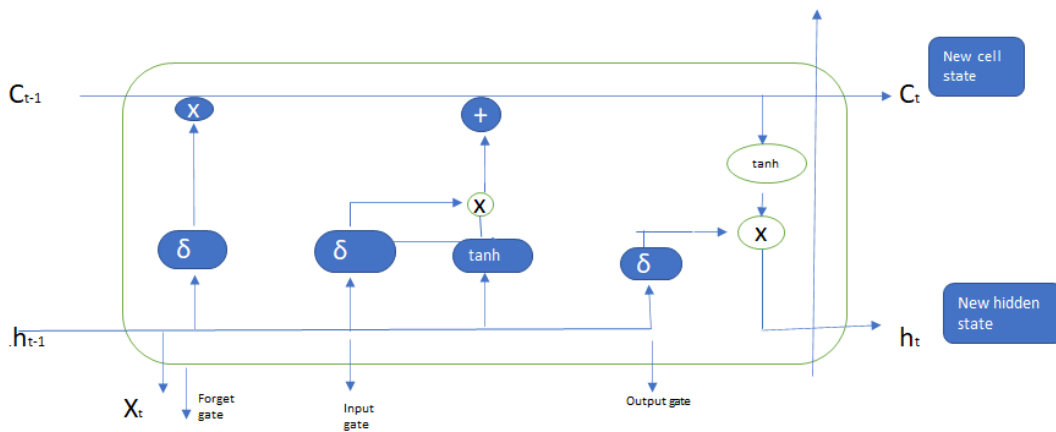 New cell
state
Ct-1
Ct
x
+
tanh
x
x
δ
δ
tanh
δ
.ht-1
ht
New hidden
state
Xt
Forget
gate
Input
gate
Output gate